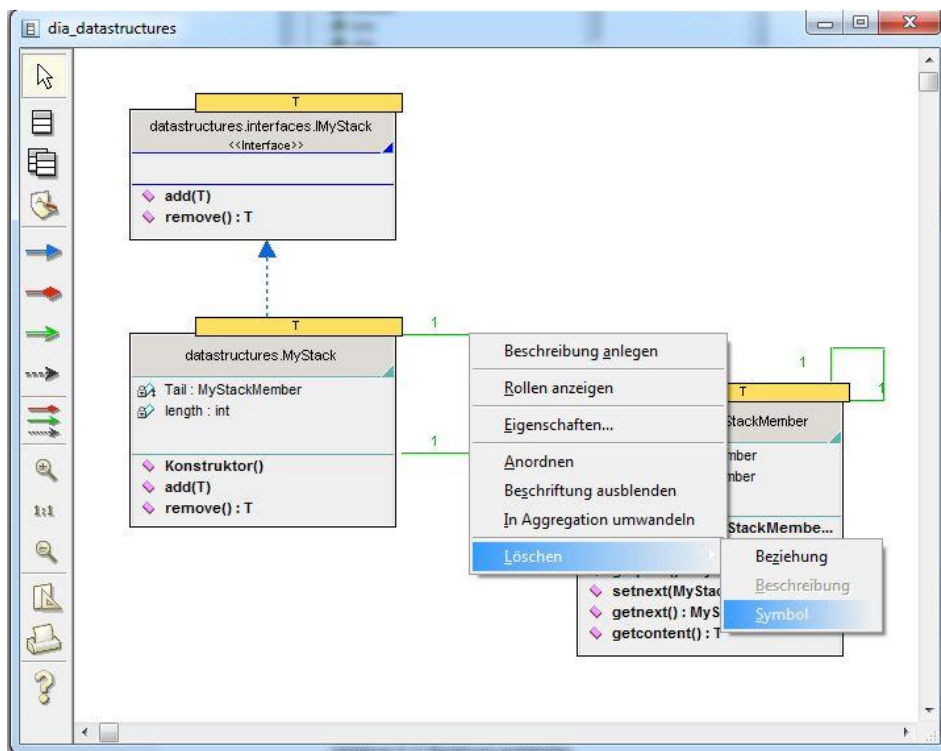 dia_datastructures
T
datastructures.interfaces.IMyStack
<<Interface>>
add(T)
remove() : T
T
datastructures.MyStack
Tail : MyStackMember
length : int
Konstruktor()
add(T)
remove() : T
1
1
1
1
T
StackMember
mber
mber
StackMembe...
setnext(MyStac
getnext() : MyS
getcontent() : T
Beschreibung anlegen
Rollen anzeigen
Eigenschaften...
Anordnen
Beschriftung ausblenden
In Aggregation umwandeln
Löschen
Beziehung
Beschreibung
Symbol
1:1